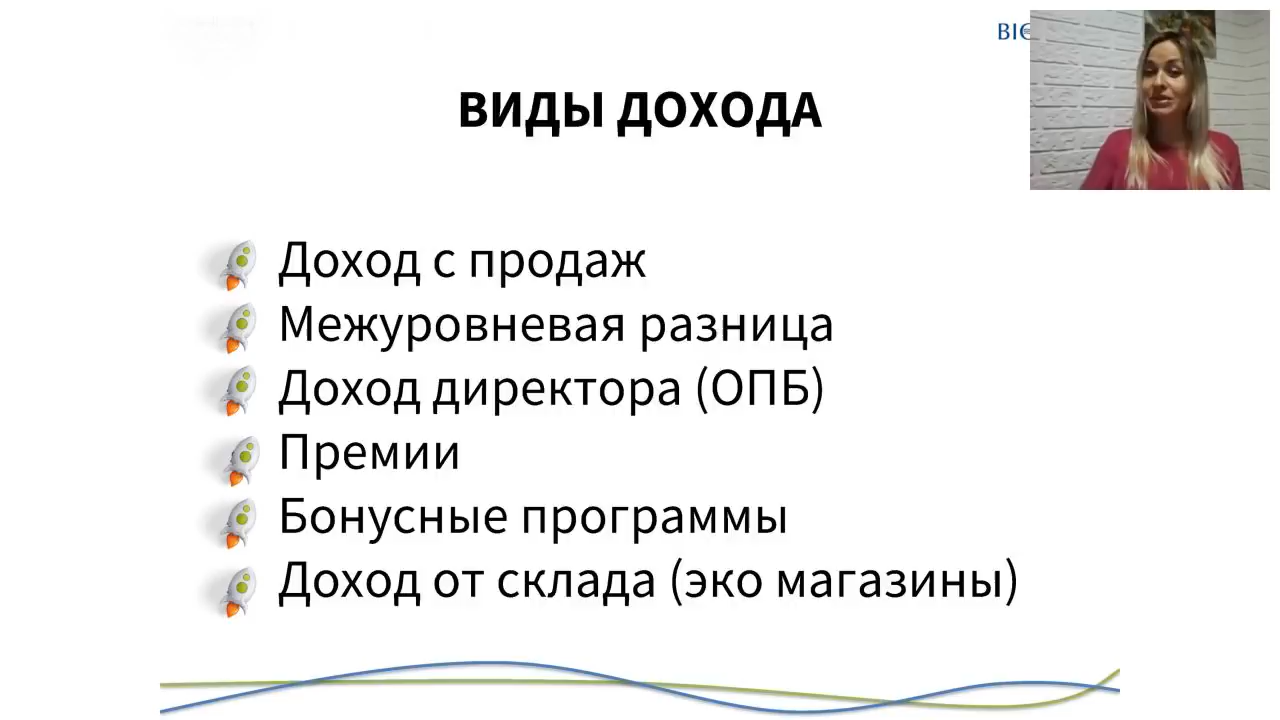 ВИДЫ ДОХОДА
Доход с продаж
Межуровневая разница
Доход директора (ОПБ)
Премии
Бонусные программы
Доход от склада (эко магазины)